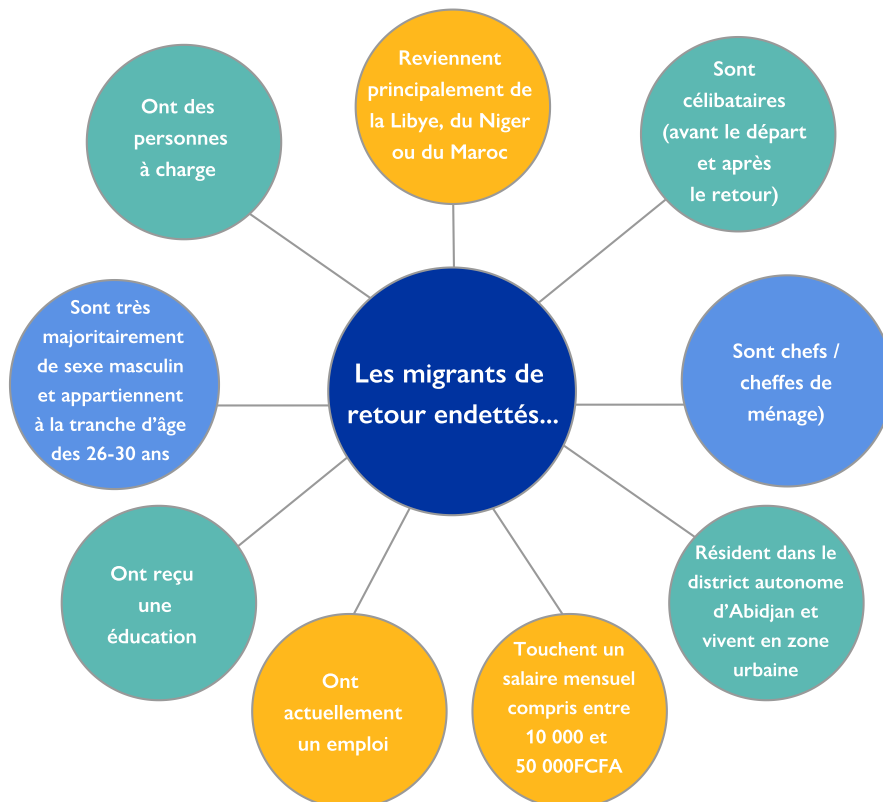 Les migrants de
retour endettés...
Reviennent
principalement de
la Libye, du Niger
ou du Maroc
Sont
célibataires
(avant le départ
et après
le retour)
Sont chefs /
cheffes de
ménage)
Résident dans le
district autonome
d’Abidjan et
vivent en zone
urbaine
Touchent un
salaire mensuel
compris entre
10 000 et
50 000FCFA
Ont
actuellement
un emploi
Ont reçu
une
éducation
Sont très
majoritairement
de sexe masculin
et appartiennent
à la tranche d’âge
des 26-30 ans
Ont des
personnes
à charge